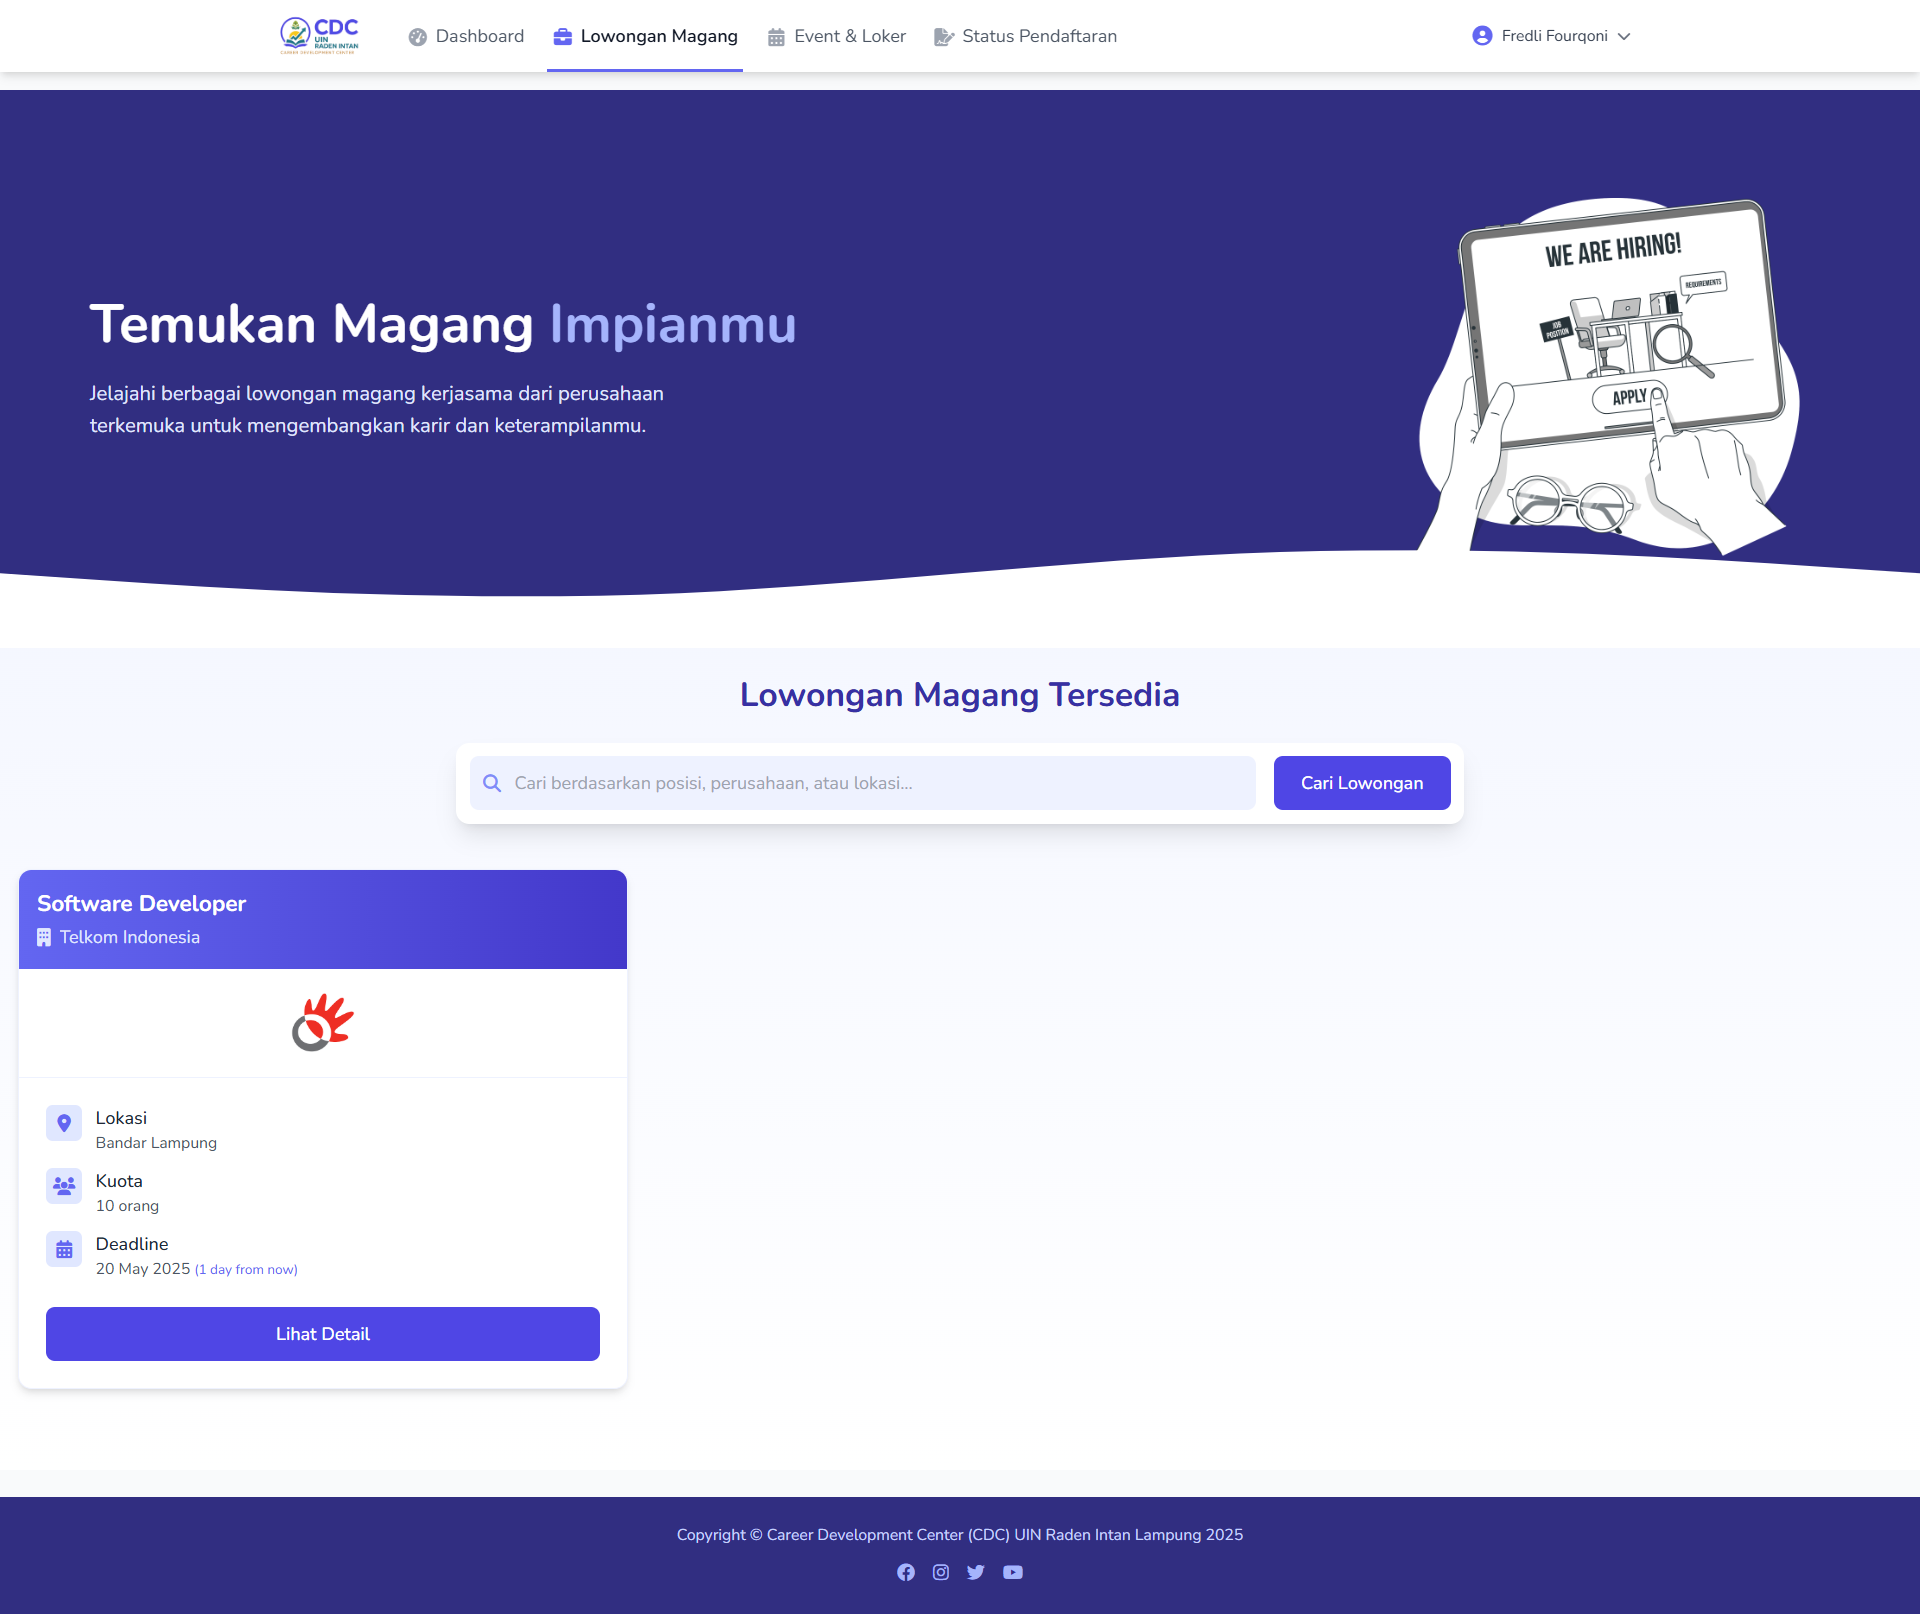 CDC
UIN
RADEN INTAN
CAREER DEVELOPMENT CENTER
Dashboard
Lowongan Magang
Event & Loker
Status Pendaftaran
Fredli Fourqoni
Temukan Magang Impianmu
Jelajahi berbagai lowongan magang kerjasama dari perusahaan
terkemuka untuk mengembangkan karir dan keterampilanmu.
WE ARE HIRING!
REQUIREMENTS
JOB
POSITION
APPLY
Lowongan Magang Tersedia
Cari berdasarkan posisi, perusahaan, atau lokasi...
Cari Lowongan
Software Developer
Telkom Indonesia
Lokasi
Bandar Lampung
Kuota
10 orang
Deadline
20 May 2025 (1 day from now)
Lihat Detail
Copyright © Career Development Center (CDC) UIN Raden Intan Lampung 2025